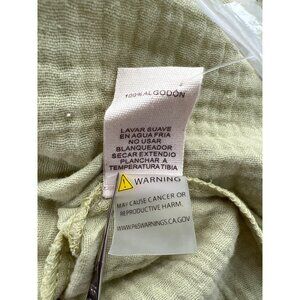 100% ALGODÓN
LAVAR SUAVE
EN AGUA FRIA
NO USAR
BLANQUEADOR
SECAR EXTENDIO
PLANCHAR A
TEMPERATURA TIBIA
WARNING
MAY CAUSE CANCER OR
REPRODUCTIVE HARM.
WWW.P65WARNINGS.CA.GOV